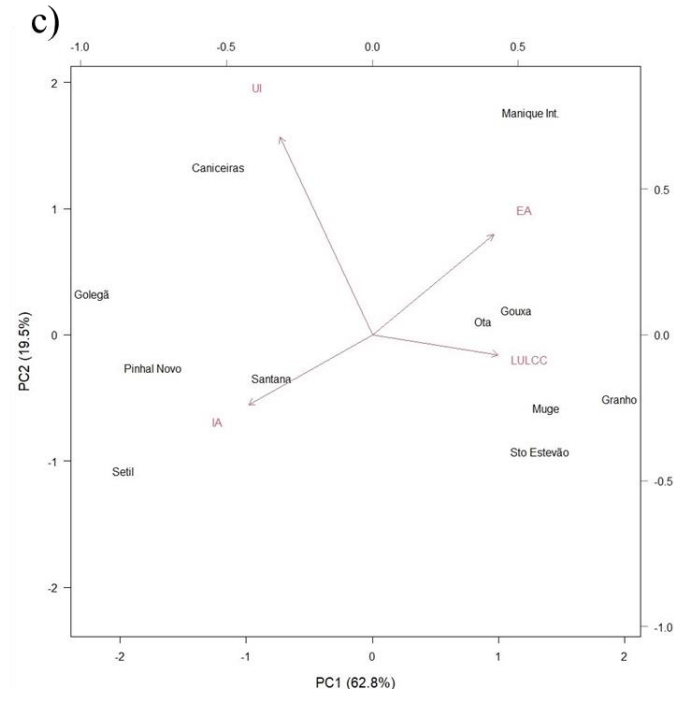 c)
-1.0 -0.5 0.0 0.5
2
UI
Manique Int.
Caniceiras
0.5
1
EA
Golegã
Gouxa
Ota
0
0.0
LULCC
Pinhal Novo
Santana
Granho
Muge
IA
Sto Estevão
-1
Setil
-0.5
-2
-1.0
-2 -1 0 1 2
PC2 (19.5%)
PC1 (62.8%)